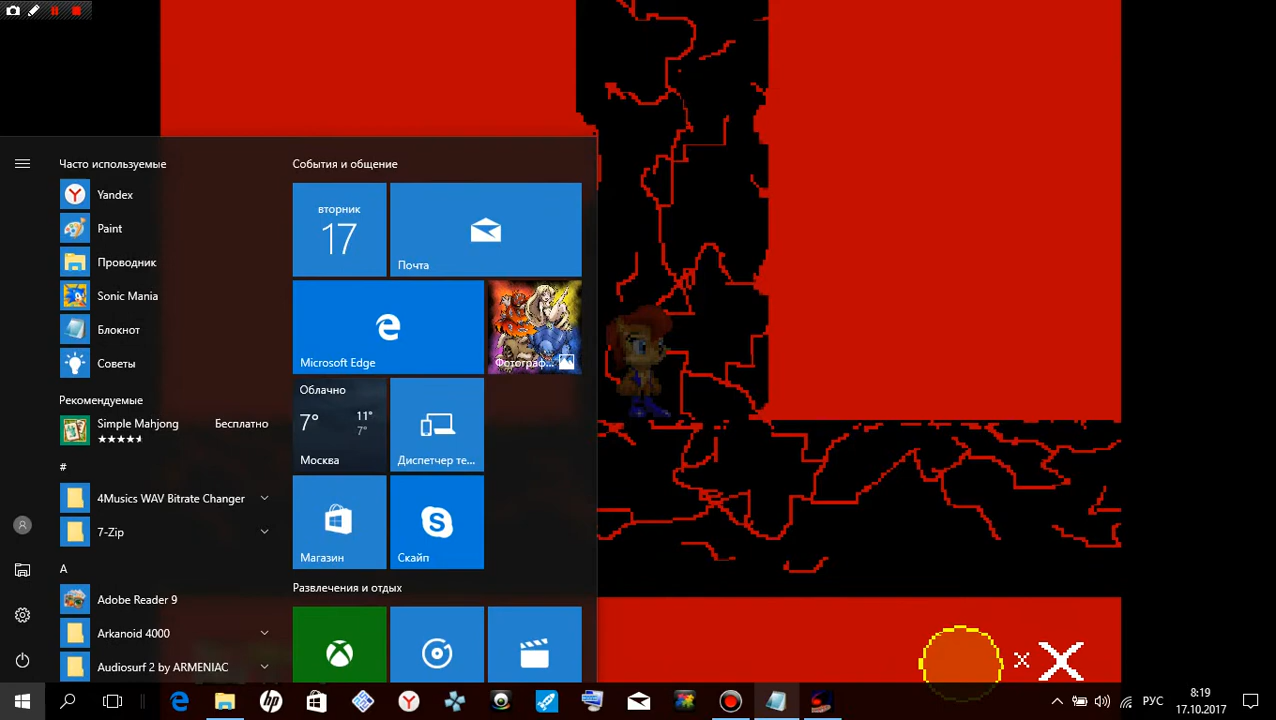 Часто используемые
Yandex
Paint
Проводник
Sonic Mania
Блокнот
Советы
Рекомендуемые
Simple Mahjong Бесплатно
#
4Musics WAV Bitrate Changer
7-Zip
A
Adobe Reader 9
Arkanoid 4000
Audiosurf 2 by ARMENIAC
События и общение
вторник
17
Почта
Microsoft Edge
Фотограф...
Облачно
7° 11°
7°
Москва
Диспетчер те...
Магазин
Скайп
Развлечения и отдых
× X
РУС
8:19
17.10.2017